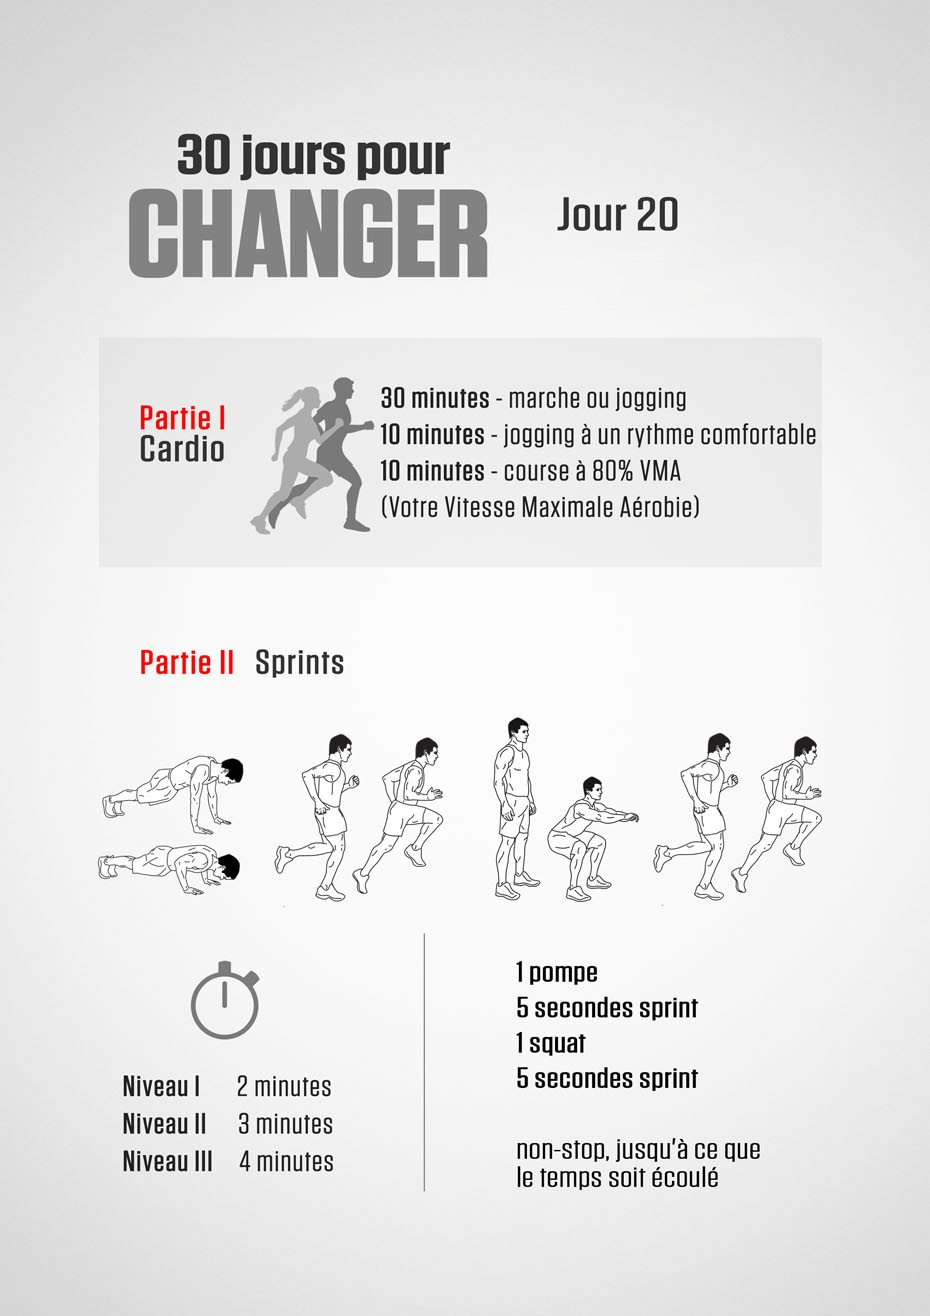 30 jours pour
CHANGER
Jour 20
Partie I
Cardio
30 minutes - marche ou jogging
10 minutes - jogging à un rythme comfortable
10 minutes - course à 80% VMA
(Votre Vitesse Maximale Aérobie)
Partie II Sprints
Niveau I 2 minutes
Niveau II 3 minutes
Niveau III 4 minutes
1 pompe
5 secondes sprint
1 squat
5 secondes sprint
non-stop, jusqu'à ce que
le temps soit écoulé